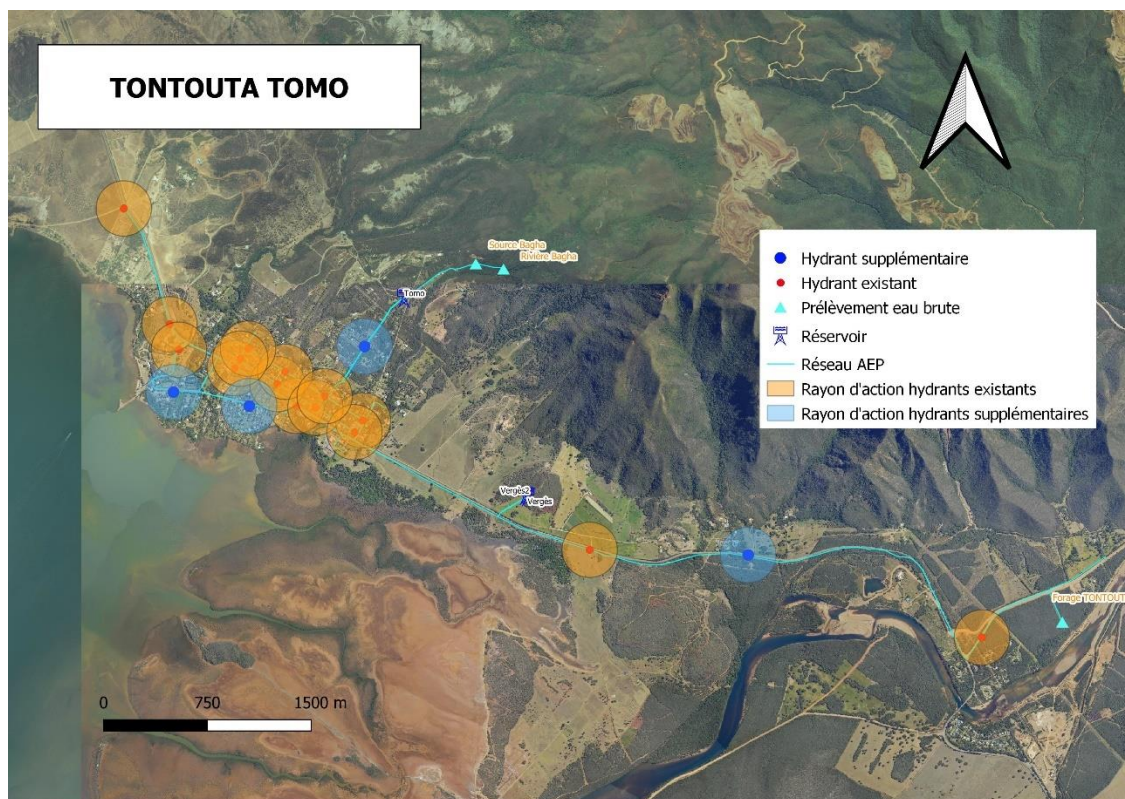 TONTOUTA TOMO
Source Bagha
Rivière Bagha
Tomo
Hydrant supplémentaire
Hydrant existant
Prélèvement eau brute
Réservoir
Réseau AEP
Rayon d'action hydrants existants
Rayon d'action hydrants supplémentaires
Vergès2
Vergès
Forage TONTOUT
0 750 1500 m